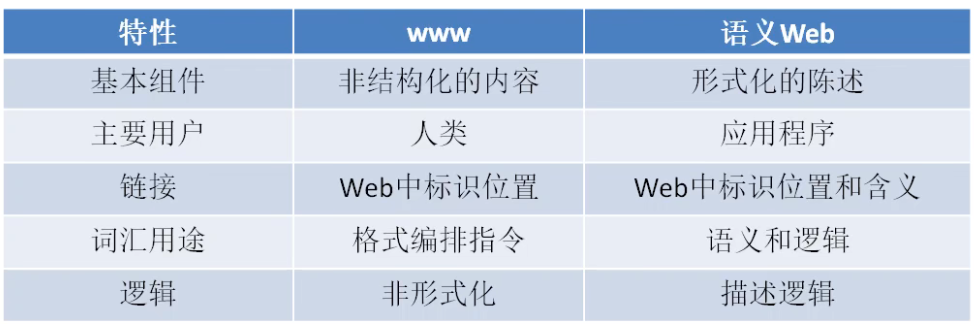 特性 www 语义Web
基本组件 非结构化的内容 形式化的陈述
主要用户 人类 应用程序
链接 Web中标识位置 Web中标识位置和含义
词汇用途 格式编排指令 语义和逻辑
逻辑 非形式化 描述逻辑